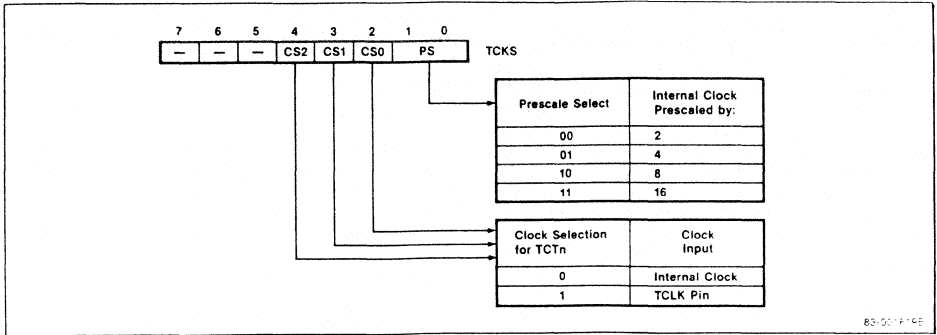 7 6 5 4 3 2 1 0
— — — CS2 CS1 CS0 PS TCKS
Prescale Select Internal Clock
Prescaled by:
00 2
01 4
10 8
11 16
Clock Selection Clock
for TCTn Input
0 Internal Clock
1 TCLK Pin